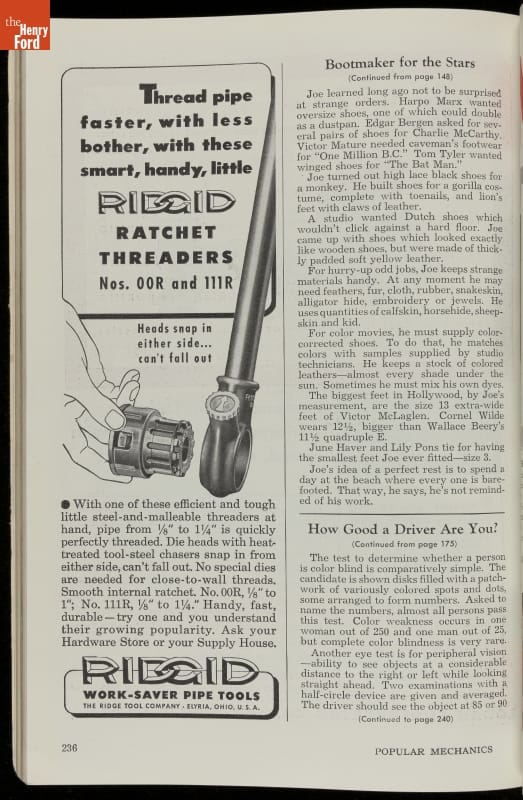 the
Henry
Ford
Thread pipe
faster, with less
bother, with these
smart, handy, little
RIDGID
RATCHET
THREADERS
Nos. 00R and 111R
Heads snap in
either side...
can't fall out
● With one of these efficient and tough
little steel-and-malleable threaders at
hand, pipe from ⅛" to 1¼" is quickly
perfectly threaded. Die heads with heat-
treated tool-steel chasers snap in from
either side, can't fall out. No special dies
are needed for close-to-wall threads.
Smooth internal ratchet. No. 00R, ⅛" to
1"; No. 111R, ⅛" to 1¼." Handy, fast,
durable—try one and you understand
their growing popularity. Ask your
Hardware Store or your Supply House.
RIDGID
WORK-SAVER PIPE TOOLS
THE RIDGE TOOL COMPANY • ELYRIA, OHIO, U. S. A.
236
Bootmaker for the Stars
(Continued from page 148)
Joe learned long ago not to be surprised
at strange orders. Harpo Marx wanted
oversize shoes, one of which could double
as a dustpan. Edgar Bergen asked for sev-
eral pairs of shoes for Charlie McCarthy.
Victor Mature needed caveman's footwear
for "One Million B.C." Tom Tyler wanted
winged shoes for "The Bat Man."
Joe turned out high lace black shoes for
a monkey. He built shoes for a gorilla cos-
tume, complete with toenails, and lion's
feet with claws of leather.
A studio wanted Dutch shoes which
wouldn't click against a hard floor. Joe
came up with shoes which looked exactly
like wooden shoes, but were made of thick-
ly padded soft yellow leather.
For hurry-up odd jobs, Joe keeps strange
materials handy. At any moment he may
need feathers, fur, cloth, rubber, snakeskin,
alligator hide, embroidery or jewels. He
uses quantities of calfskin, horsehide, sheep-
skin and kid.
For color movies, he must supply color-
corrected shoes. To do that, he matches
colors with samples supplied by studio
technicians. He keeps a stock of colored
leathers—almost every shade under the
sun. Sometimes he must mix his own dyes.
The biggest feet in Hollywood, by Joe's
measurement, are the size 13 extra-wide
feet of Victor McLaglen. Cornel Wilde
wears 12½, bigger than Wallace Beery's
11½ quadruple E.
June Haver and Lily Pons tie for having
the smallest feet Joe ever fitted—size 3.
Joe's idea of a perfect rest is to spend a
day at the beach where every one is bare-
footed. That way, he says, he's not remind-
ed of his work.
How Good a Driver Are You?
(Continued from page 175)
The test to determine whether a person
is color blind is comparatively simple. The
candidate is shown disks filled with a patch-
work of variously colored spots and dots,
some arranged to form numbers. Asked to
name the numbers, almost all persons pass
this test. Color weakness occurs in one
woman out of 250 and one man out of 25,
but complete color blindness is very rare.
Another eye test is for peripheral vision
—ability to see objects at a considerable
distance to the right or left while looking
straight ahead. Two examinations with a
half-circle device are given and averaged.
The driver should see the object at 85 or 90
(Continued to page 240)
POPULAR MECHANICS